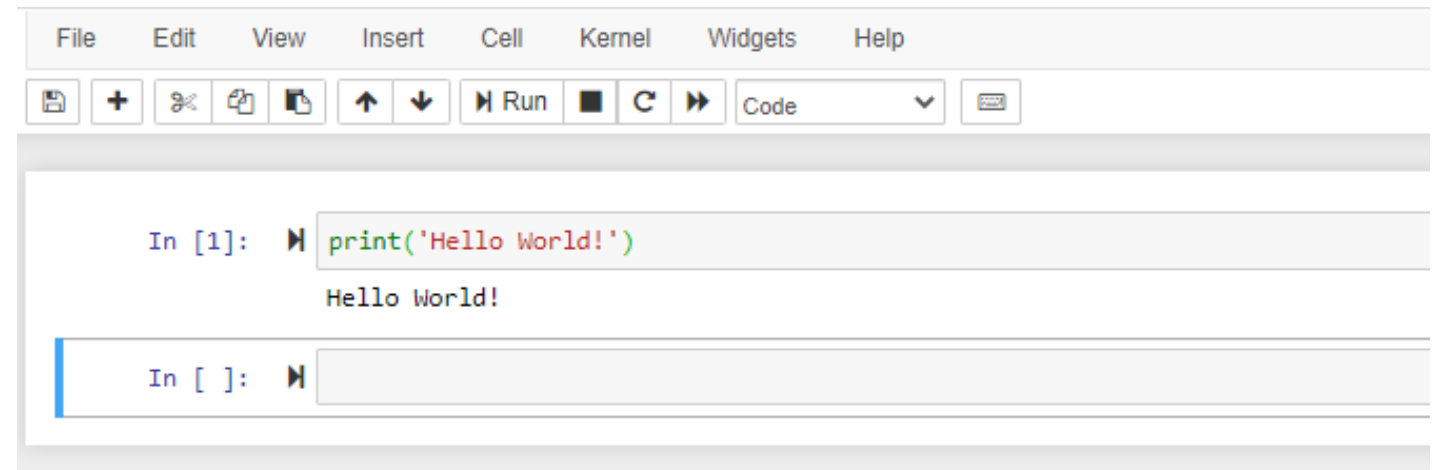 File Edit View Insert Cell Kernel Widgets Help
Run Code
In [1]: print('Hello World!')
Hello World!
In [ ]: